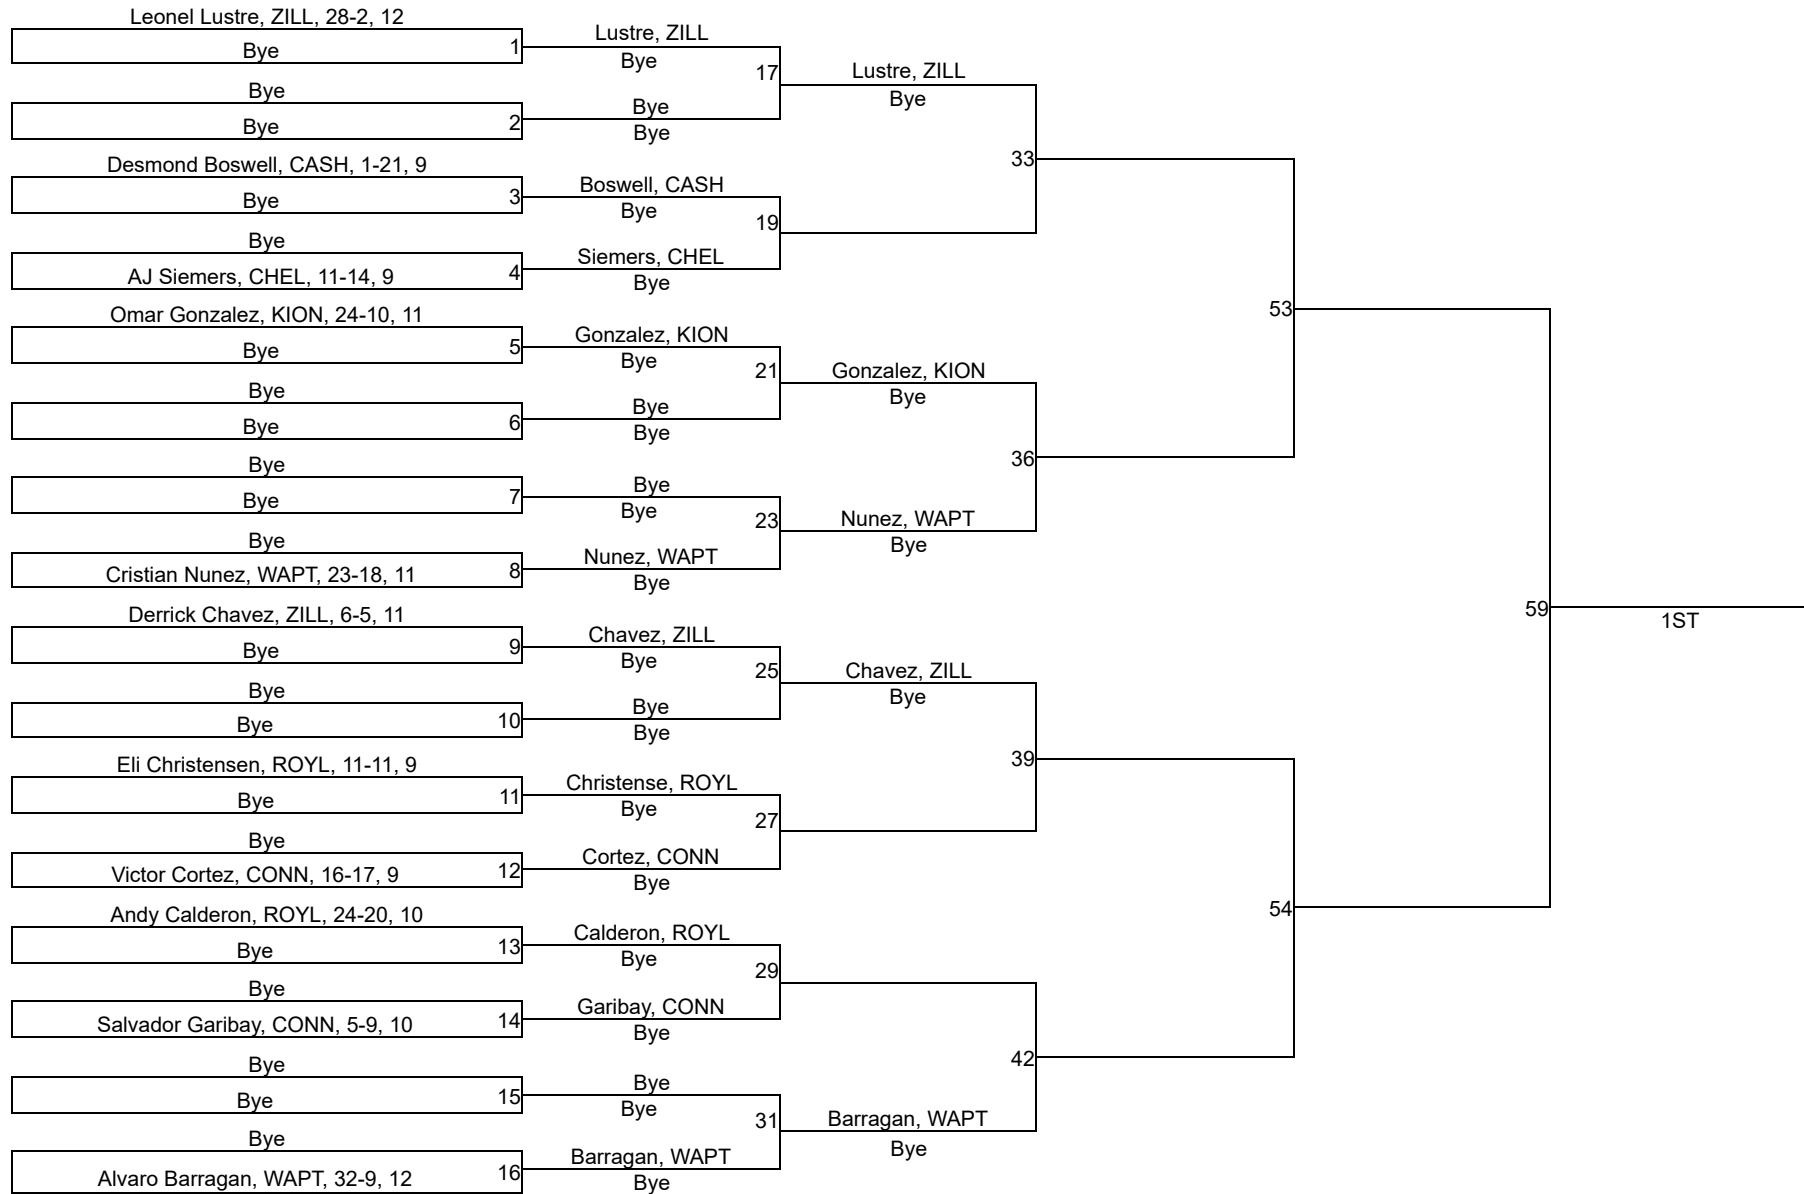 Leonel Lustre, ZILL, 28-2, 12
Bye
1
Bye
Bye
2
Desmond Boswell, CASH, 1-21, 9
Bye
3
Bye
AJ Siemers, CHEL, 11-14, 9
4
Omar Gonzalez, KION, 24-10, 11
Bye
5
Bye
Bye
6
Bye
Bye
7
Bye
Cristian Nunez, WAPT, 23-18, 11
8
Derrick Chavez, ZILL, 6-5, 11
Bye
9
Bye
Bye
10
Eli Christensen, ROYL, 11-11, 9
Bye
11
Bye
Victor Cortez, CONN, 16-17, 9
12
Andy Calderon, ROYL, 24-20, 10
Bye
13
Bye
Salvador Garibay, CONN, 5-9, 10
14
Bye
Bye
15
Bye
Alvaro Barragan, WAPT, 32-9, 12
16
Lustre, ZILL
Bye
17
Bye
Bye
Boswell, CASH
Bye
19
Siemers, CHEL
Bye
Gonzalez, KION
Bye
21
Bye
Bye
Bye
Bye
23
Nunez, WAPT
Bye
Chavez, ZILL
Bye
25
Bye
Bye
Christense, ROYL
Bye
27
Cortez, CONN
Bye
Calderon, ROYL
Bye
29
Garibay, CONN
Bye
Bye
Bye
31
Barragan, WAPT
Bye
Lustre, ZILL
Bye
33
Gonzalez, KION
Bye
36
Nunez, WAPT
Bye
Chavez, ZILL
Bye
39
42
Barragan, WAPT
Bye
53
54
59
1ST